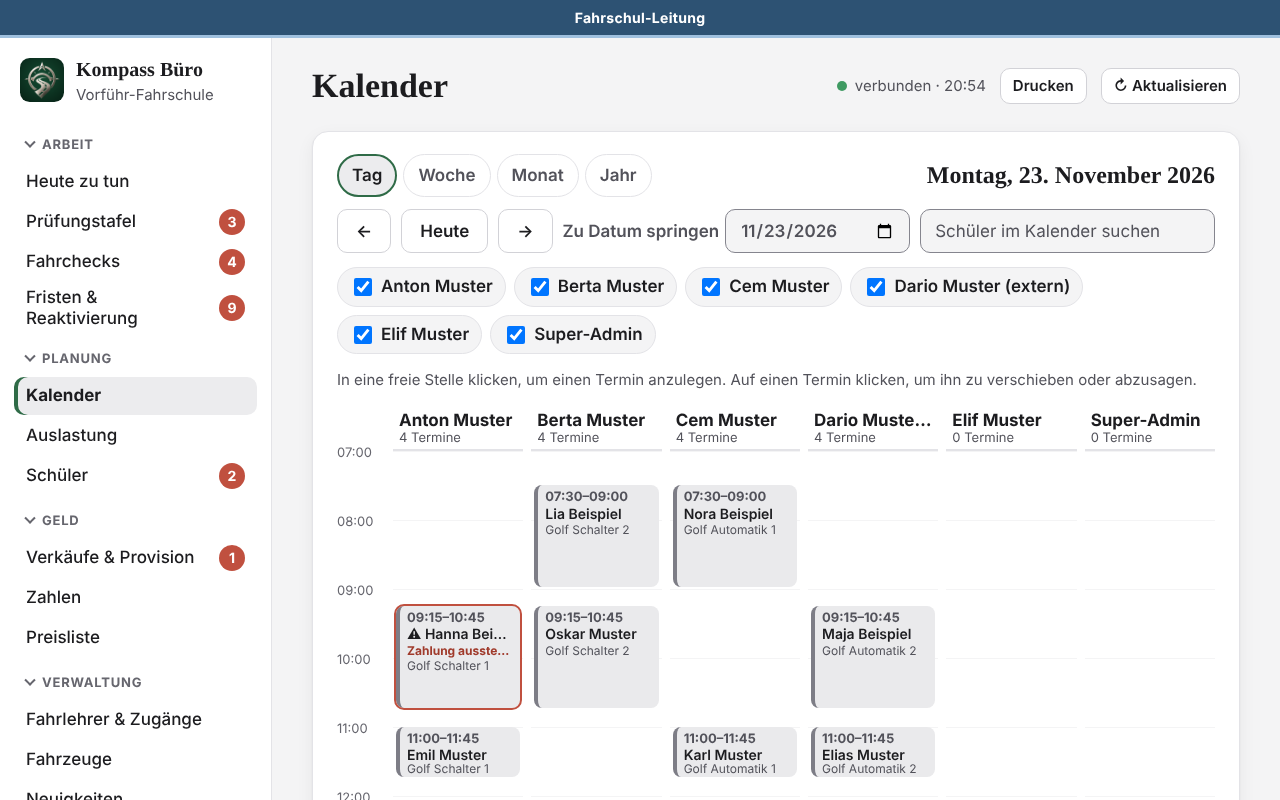 Fahrschul-Leitung
Kompass Büro
Vorführ-Fahrschule
ARBEIT
Heute zu tun
Prüfungstafel 3
Fahrchecks 4
Fristen &
Reaktivierung 9
PLANUNG
Kalender
Auslastung
Schüler 2
GELD
Verkäufe & Provision 1
Zahlen
Preisliste
VERWALTUNG
Fahrlehrer & Zugänge
Fahrzeuge
Neuigkeiten
Kalender
verbunden · 20:54
Drucken
↻ Aktualisieren
Tag Woche Monat Jahr
Montag, 23. November 2026
← Heute → Zu Datum springen 11/23/2026 Schüler im Kalender suchen
Anton Muster Berta Muster Cem Muster Dario Muster (extern)
Elif Muster Super-Admin
In eine freie Stelle klicken, um einen Termin anzulegen. Auf einen Termin klicken, um ihn zu verschieben oder abzusagen.
Anton Muster Berta Muster Cem Muster Dario Muste… Elif Muster Super-Admin
4 Termine 4 Termine 4 Termine 4 Termine 0 Termine 0 Termine
07:00
07:30–09:00 07:30–09:00
Lia Beispiel Nora Beispiel
08:00 Golf Schalter 2 Golf Automatik 1
09:00
09:15–10:45 09:15–10:45 09:15–10:45
⚠ Hanna Bei… Oskar Muster Maja Beispiel
Zahlung ausste… Golf Schalter 2 Golf Automatik 2
10:00 Golf Schalter 1
11:00
11:00–11:45 11:00–11:45 11:00–11:45
Emil Muster Karl Muster Elias Muster
Golf Schalter 1 Golf Automatik 1 Golf Automatik 2
12:00